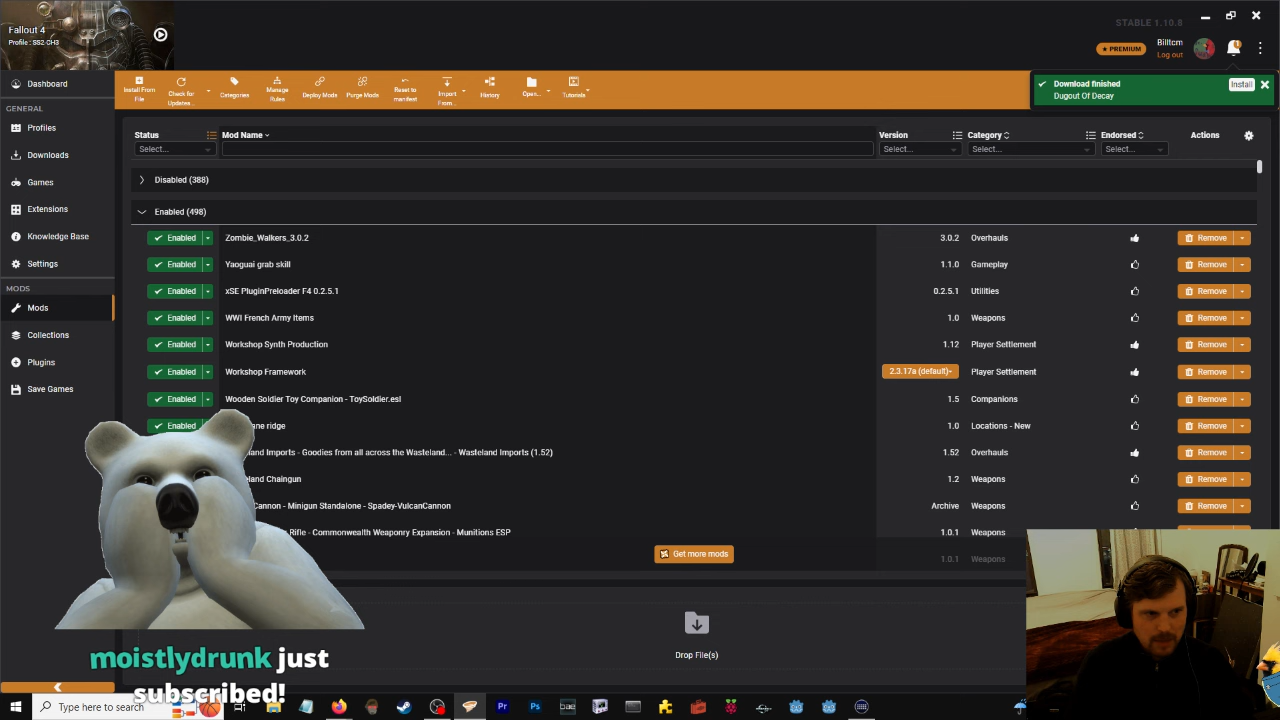 Fallout 4
Profile : SS2-CH3
STABLE 1.10.8
PREMIUM
Billtcm
Log out
Dashboard
GENERAL
Profiles
Downloads
Games
Extensions
Knowledge Base
Settings
MODS
Mods
Collections
Plugins
Save Games
Install From File
Check for Updates...
Categories
Manage Rules
Deploy Mods
Purge Mods
Reset to manifest
Import From...
History
Open...
Tutorials
Download finished
Dugout Of Decay
Install
Status
Mod Name
Version
Category
Endorsed
Actions
Select...
Select...
Select...
Select...
Disabled (388)
Enabled (498)
Enabled Zombie_Walkers_3.0.2 3.0.2 Overhauls Remove
Enabled Yaoguai grab skill 1.1.0 Gameplay Remove
Enabled xSE PluginPreloader F4 0.2.5.1 0.2.5.1 Utilities Remove
Enabled WWI French Army Items 1.0 Weapons Remove
Enabled Workshop Synth Production 1.12 Player Settlement Remove
Enabled Workshop Framework 2.3.17a (default) Player Settlement Remove
Enabled Wooden Soldier Toy Companion - ToySoldier.esl 1.5 Companions Remove
Enabled ridge 1.0 Locations - New Remove
Imports - Goodies from all across the Wasteland... - Wasteland Imports (1.52) 1.52 Overhauls Remove
Chaingun 1.2 Weapons Remove
Cannon - Minigun Standalone - Spadey-VulcanCannon Archive Weapons Remove
Rifle - Commonwealth Weaponry Expansion - Munitions ESP 1.0.1 Weapons Remove
1.0.1 Weapons
Get more mods
Drop File(s)
moistlydrunk just
subscribed!
Type here to search
Pr
Ps
bae